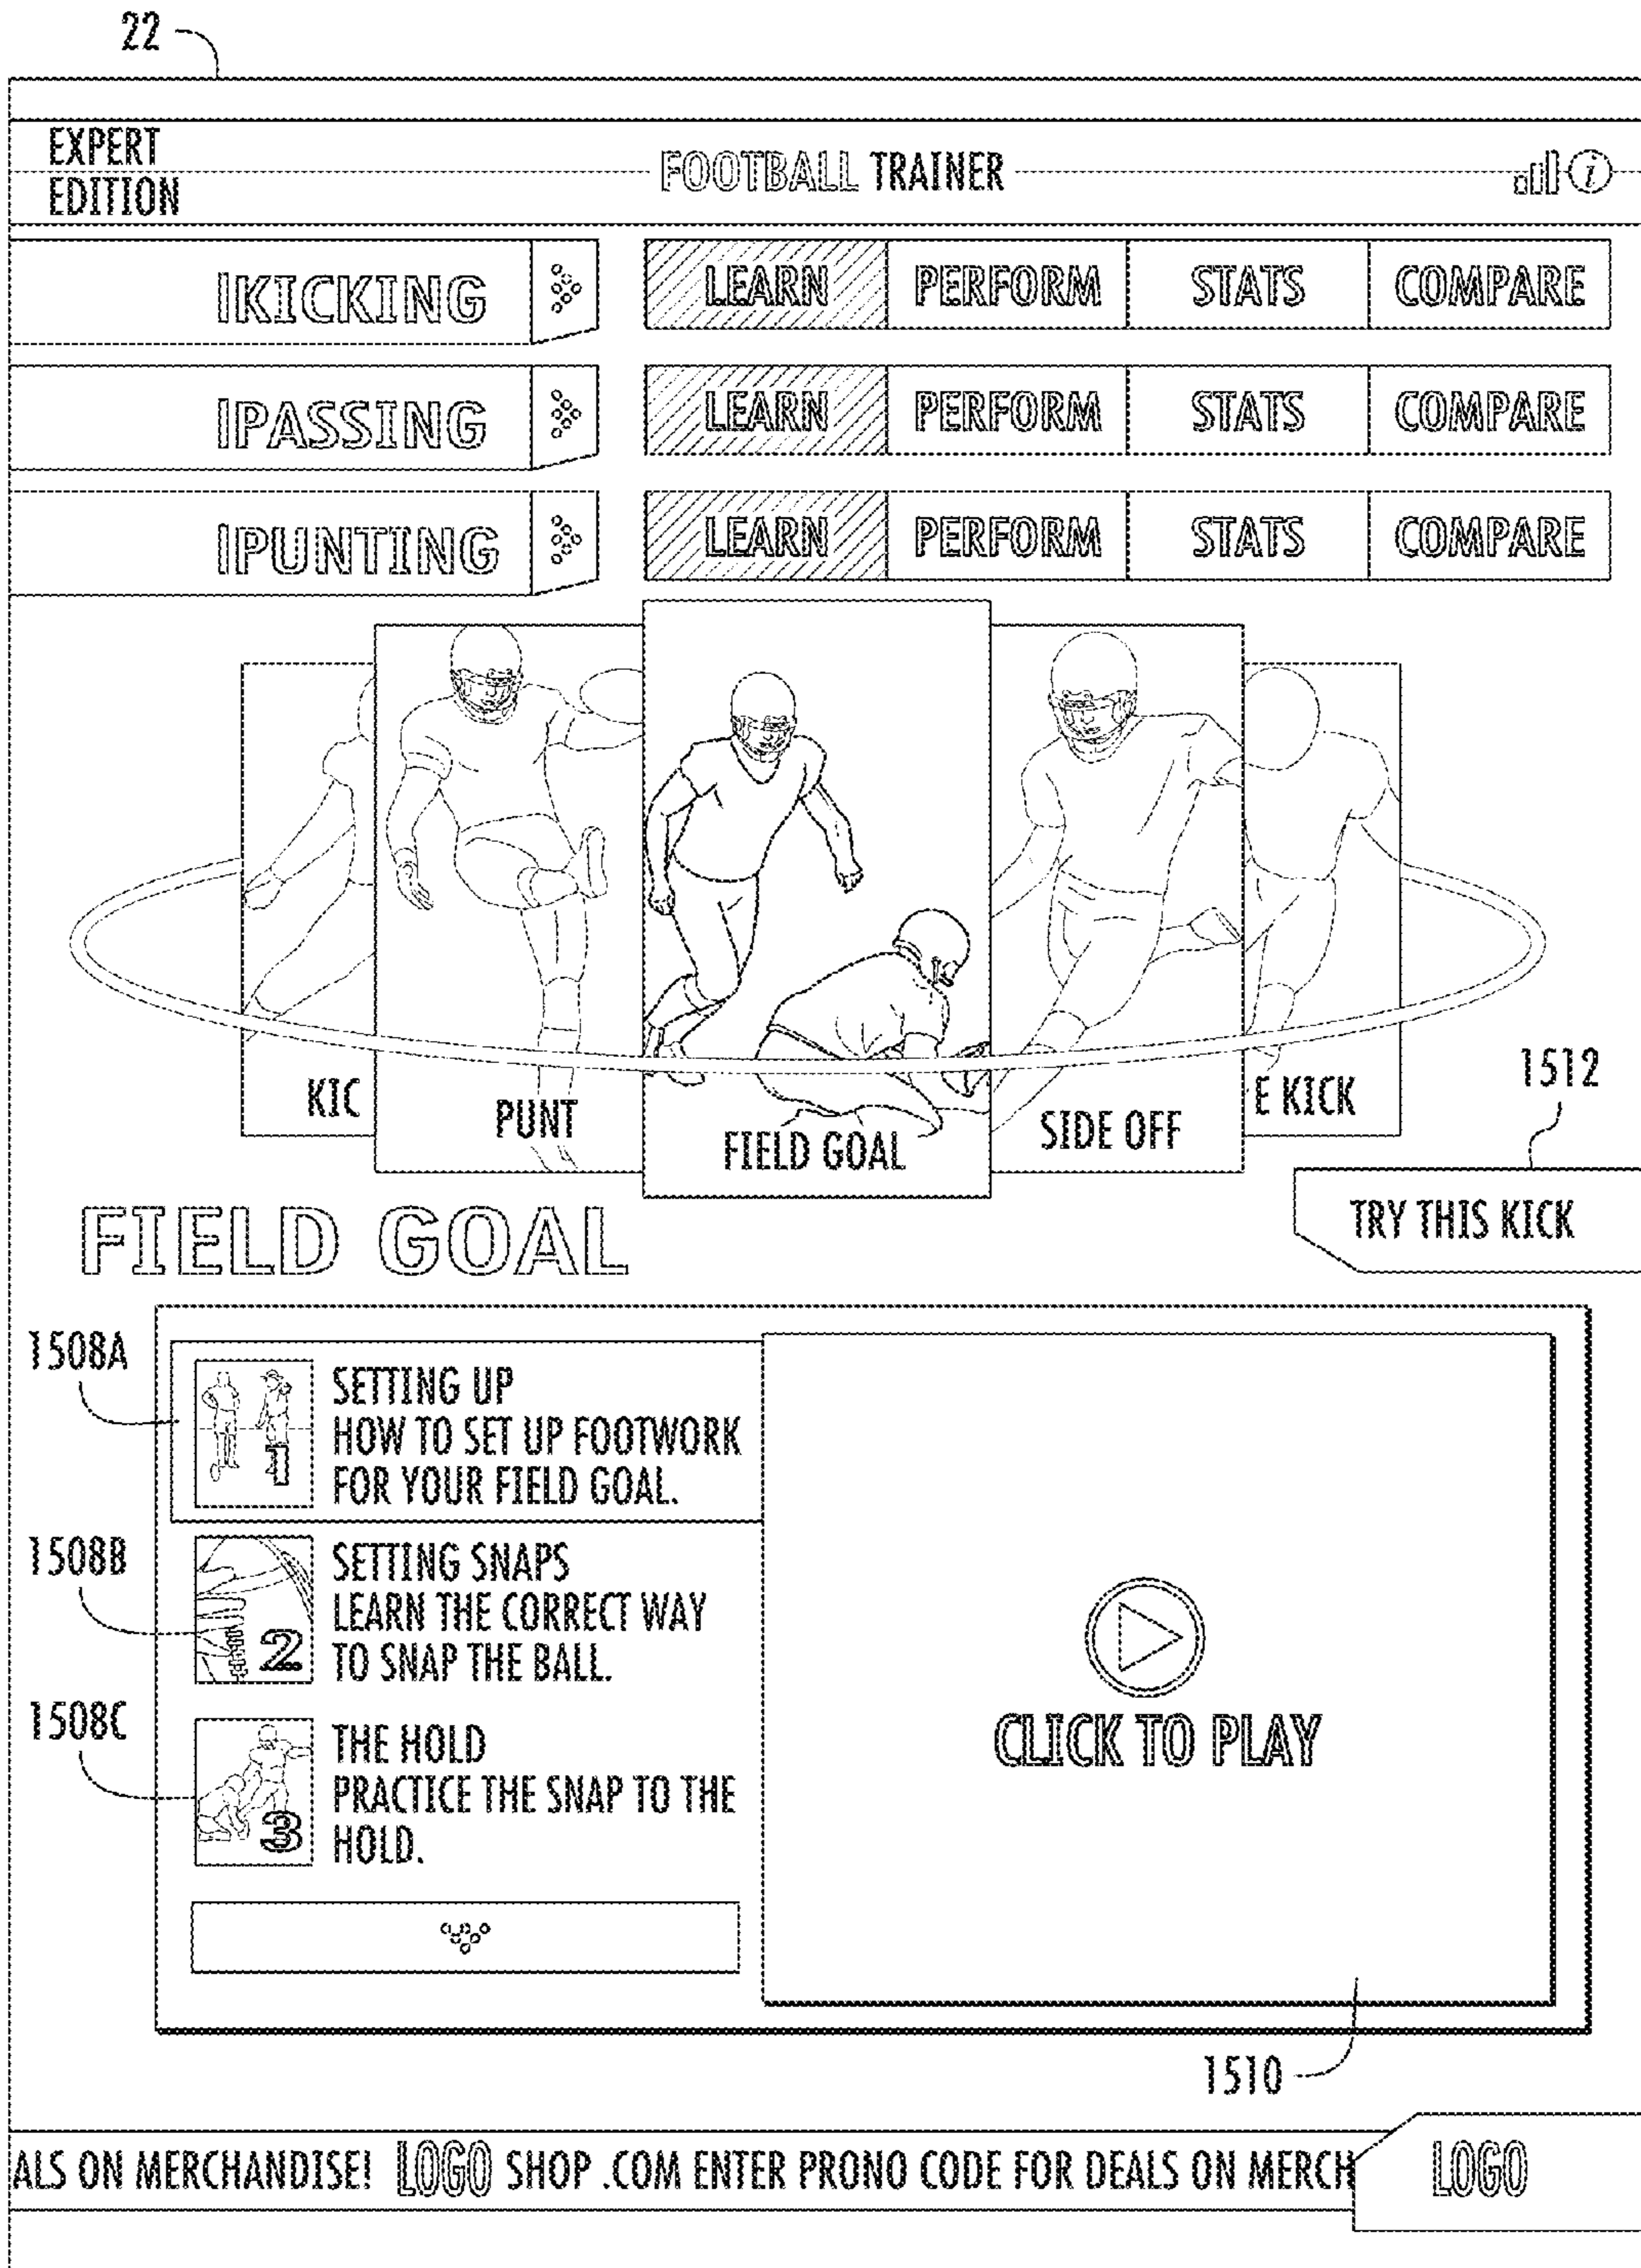 22
EXPERT
EDITION
FOOTBALL TRAINER
i
KICKING
LEARN PERFORM STATS COMPARE
PASSING
LEARN PERFORM STATS COMPARE
PUNTING
LEARN PERFORM STATS COMPARE
KIC
PUNT
FIELD GOAL
SIDE OFF
E KICK
1512
TRY THIS KICK
FIELD GOAL
1508A
1
SETTING UP
HOW TO SET UP FOOTWORK
FOR YOUR FIELD GOAL.
1508B
2
SETTING SNAPS
LEARN THE CORRECT WAY
TO SNAP THE BALL.
1508C
3
THE HOLD
PRACTICE THE SNAP TO THE
HOLD.
CLICK TO PLAY
1510
ALS ON MERCHANDISE! LOGO SHOP .COM ENTER PRONO CODE FOR DEALS ON MERCH
LOGO